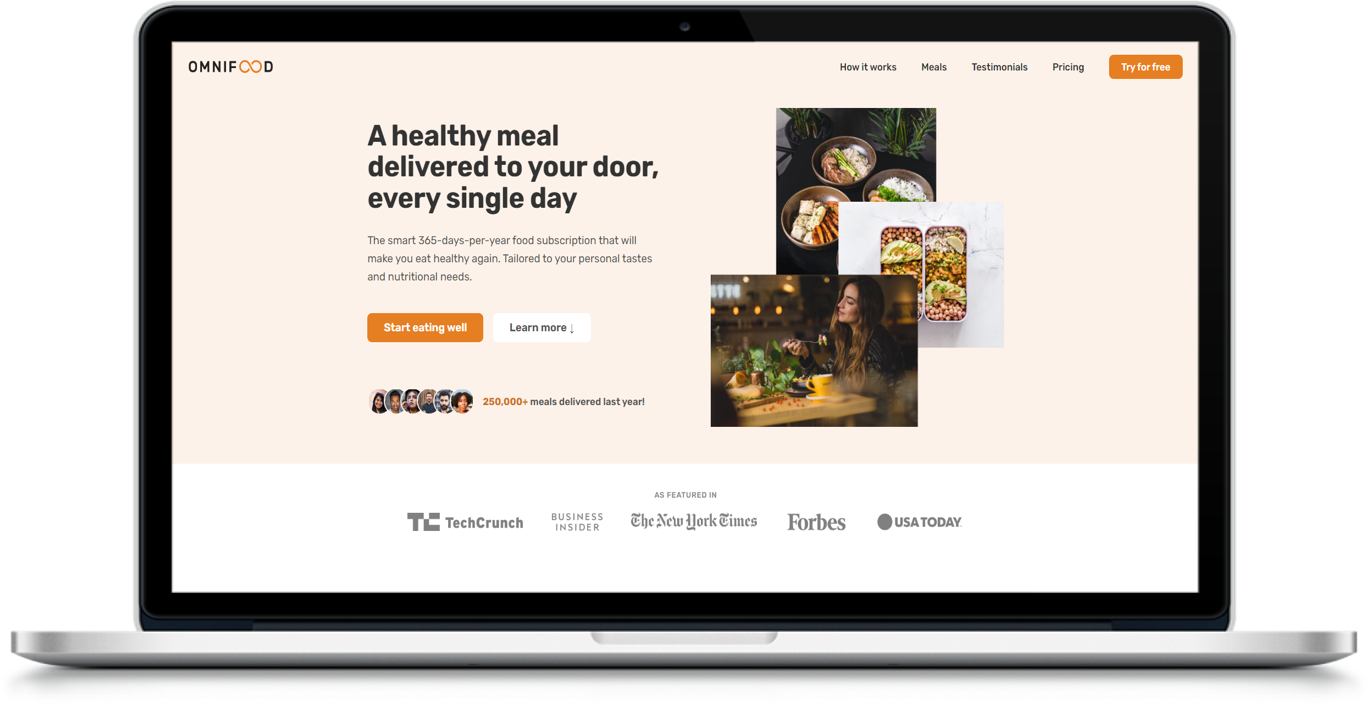 OMNIFOOD
How it works
Meals
Testimonials
Pricing
Try for free
A healthy meal
delivered to your door,
every single day
The smart 365-days-per-year food subscription that will
make you eat healthy again. Tailored to your personal tastes
and nutritional needs.
Start eating well
Learn more ↓
250,000+ meals delivered last year!
AS FEATURED IN
TC TechCrunch
BUSINESS
INSIDER
The New York Times
Forbes
USA TODAY